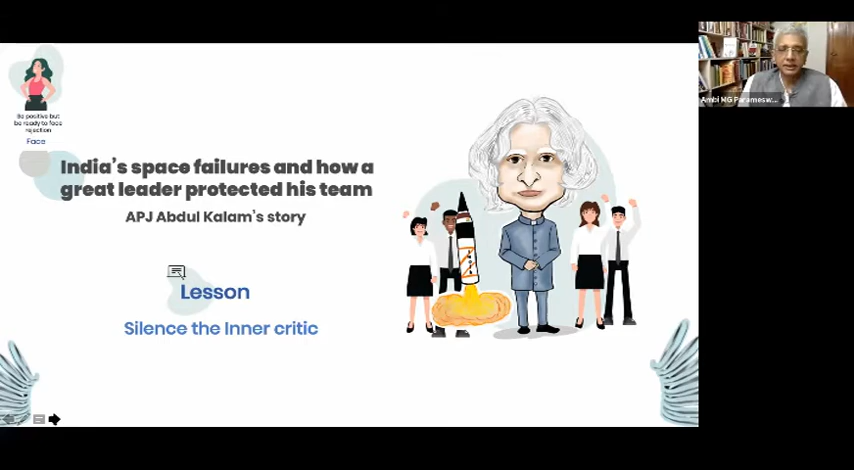 Be positive but
be ready to face
rejection
Face
India's space failures and how a
great leader protected his team
APJ Abdul Kalam's story
Lesson
Silence the Inner critic
Ambi MG Paramesw...